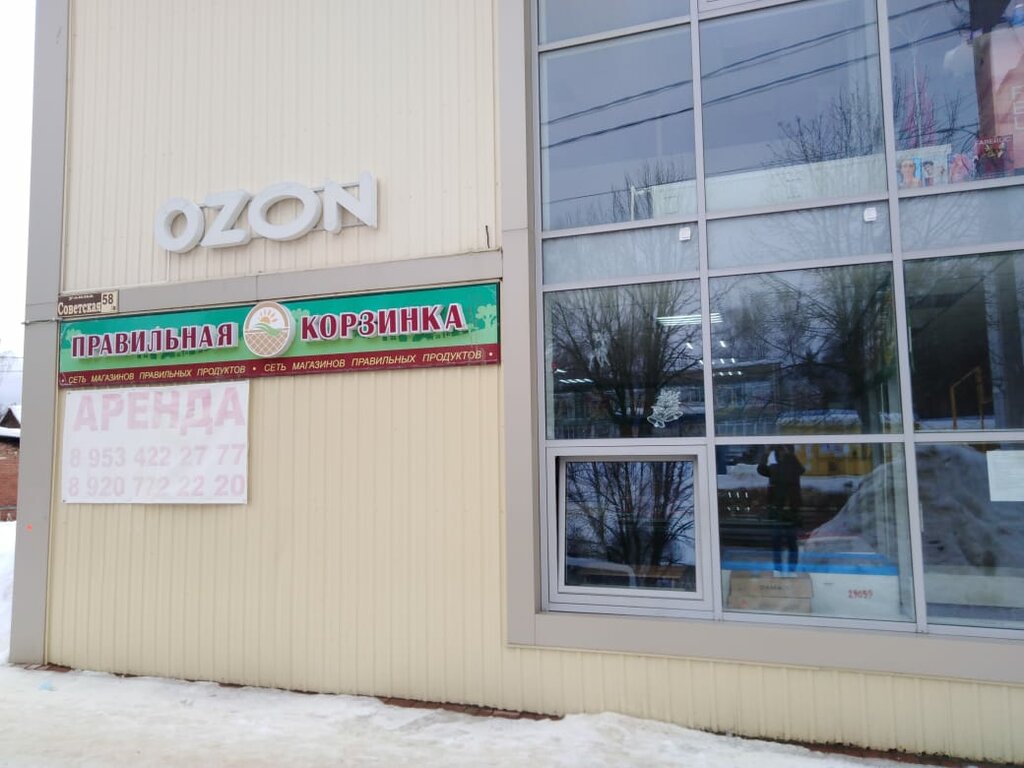 OZON
улица
Советская 58
ПРАВИЛЬНАЯ КОРЗИНКА
• СЕТЬ МАГАЗИНОВ ПРАВИЛЬНЫХ ПРОДУКТОВ • СЕТЬ МАГАЗИНОВ ПРАВИЛЬНЫХ ПРОДУКТОВ •
АРЕНДА
8 953 422 27 77
8 920 772 22 20